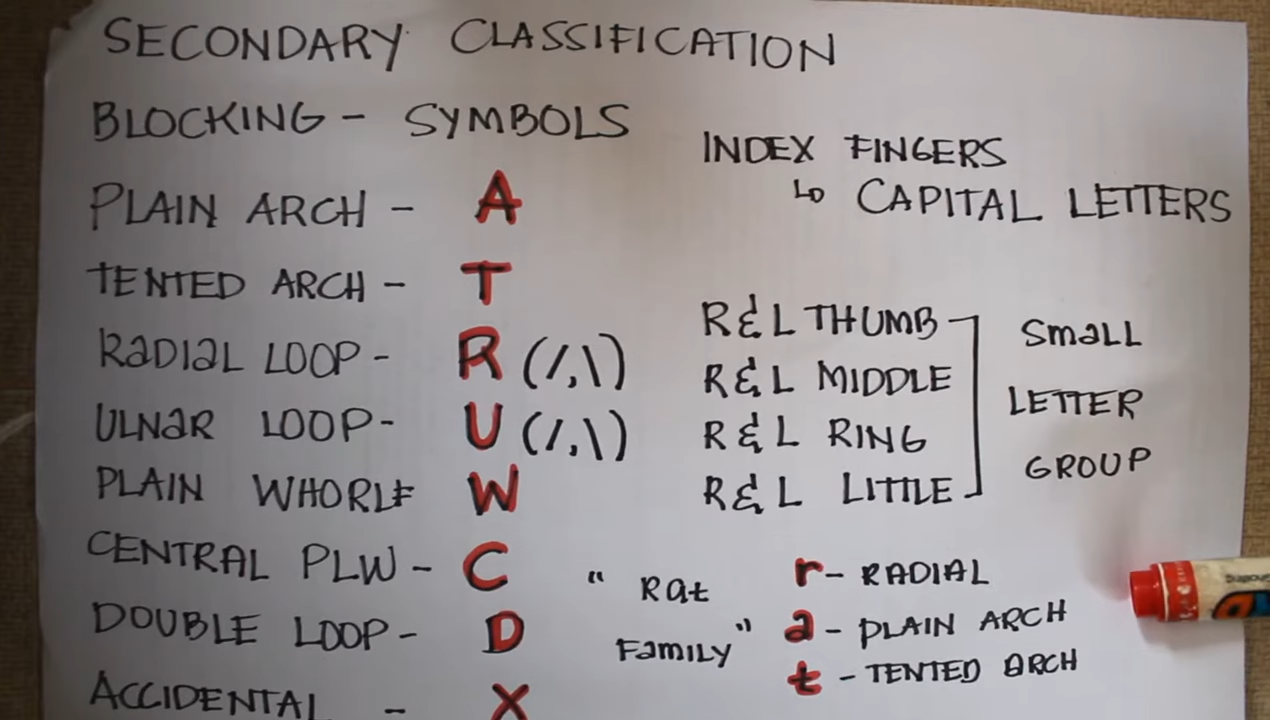 SECONDARY CLASSIFICATION
BLOCKING - SYMBOLS
PLAIN ARCH - A
TENTED ARCH - T
RADIAL LOOP - R (/,\)
ULNAR LOOP - U (/,\)
PLAIN WHORL W
CENTRAL PLW - C
DOUBLE LOOP - D
ACCIDENTAL - X
INDEX FINGERS
↳ CAPITAL LETTERS
R & L THUMB
R & L MIDDLE
R & L RING
R & L LITTLE
SMALL
LETTER
GROUP
" Rat
Family "
r - RADIAL
a - PLAIN ARCH
t - TENTED ARCH